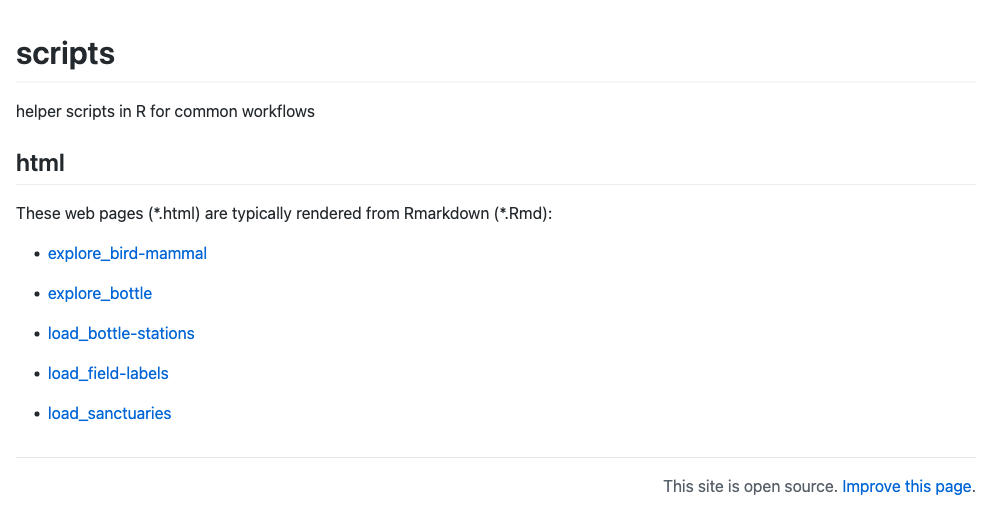 scripts
helper scripts in R for common workflows
html
These web pages (*.html) are typically rendered from Rmarkdown (*.Rmd):
• explore_bird-mammal
• explore_bottle
• load_bottle-stations
• load_field-labels
• load_sanctuaries
This site is open source. Improve this page.